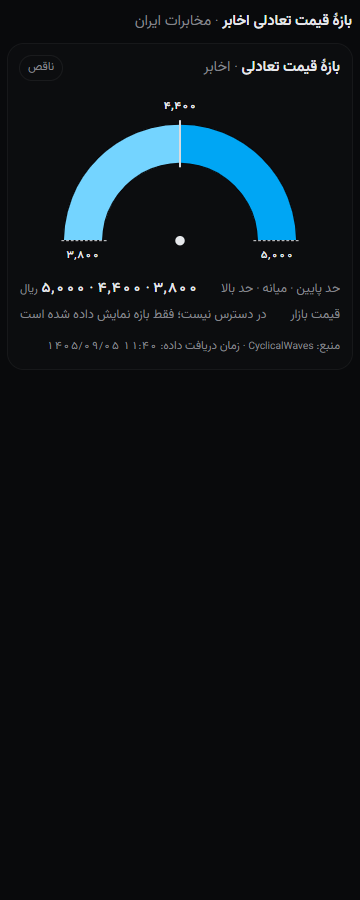 بازهٔ قیمت تعادلی اخابر · مخابرات ایران
بازهٔ قیمت تعادلی · اخابر
ناقص
۴,۴۰۰
۳,۸۰۰
۵,۰۰۰
حد پایین · میانه · حد بالا
۳,۸۰۰ · ۴,۴۰۰ · ۵,۰۰۰ ریال
قیمت بازار
در دسترس نیست؛ فقط بازه نمایش داده شده است
منبع: CyclicalWaves · زمان دریافت داده: ۱۴۰۵/۰۹/۰۵ ۱۱:۴۰